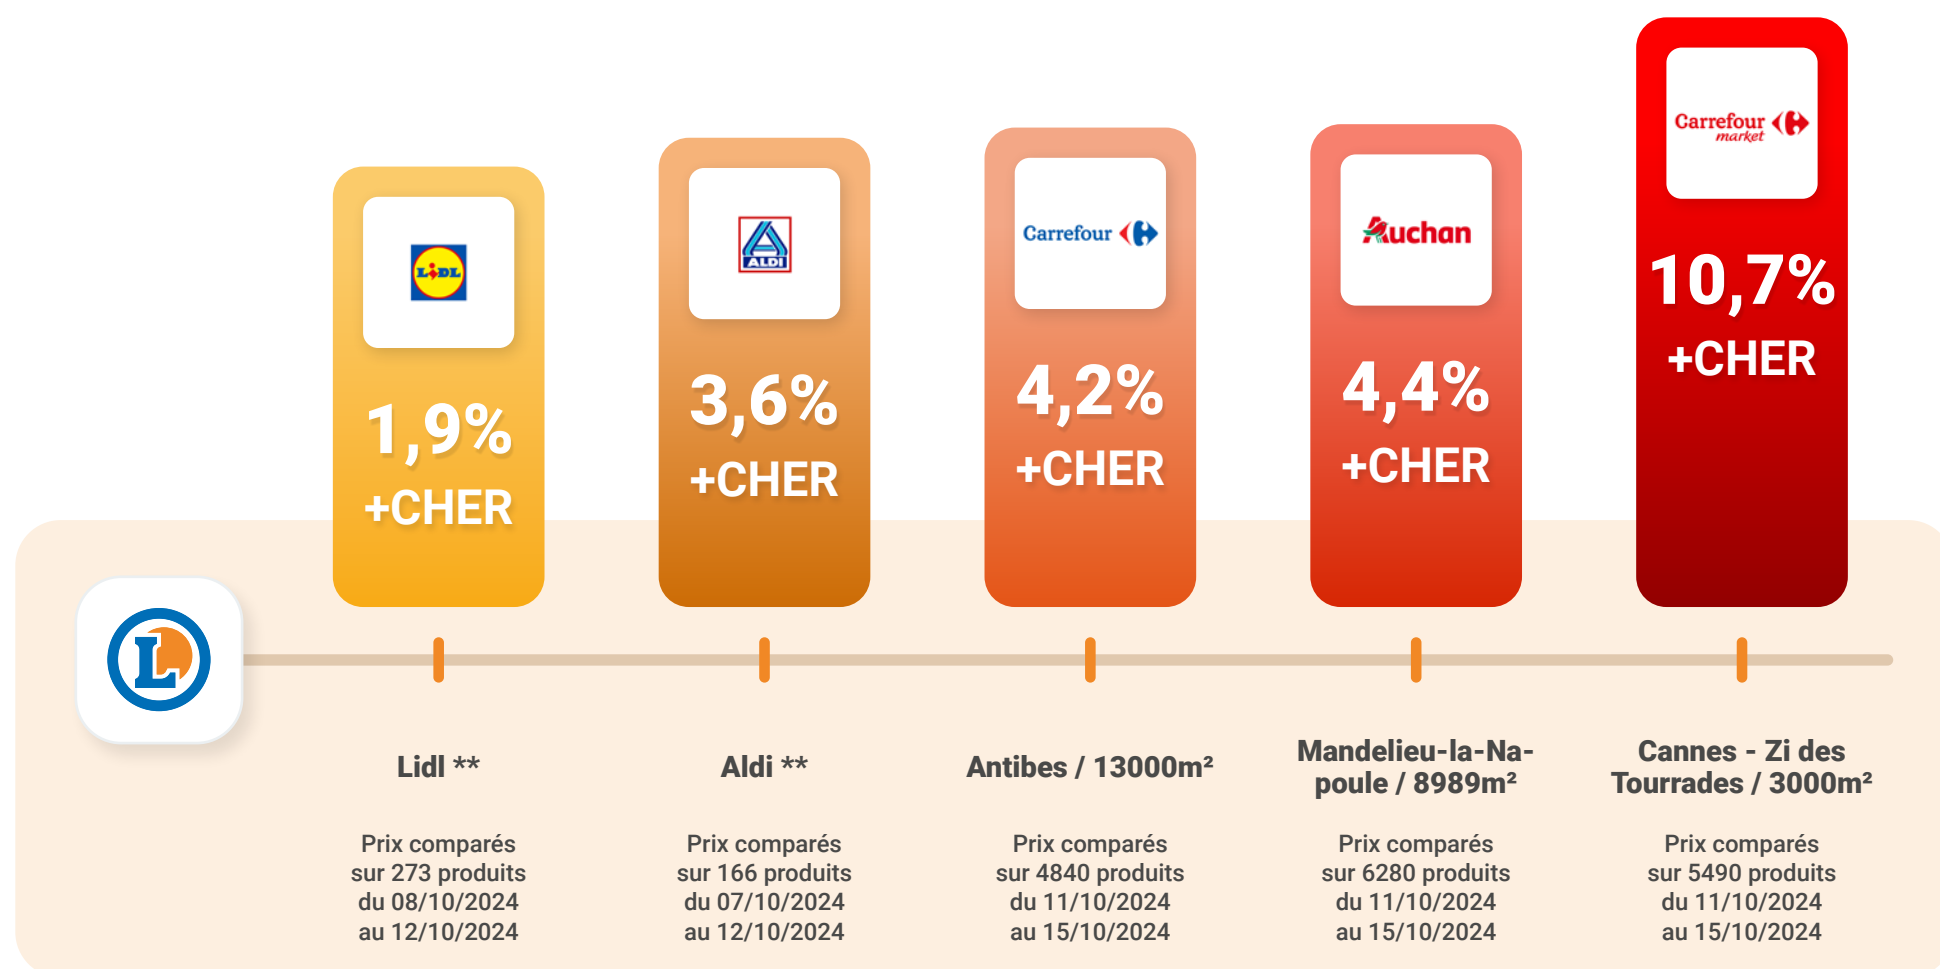 LIDL
1,9%
+CHER
ALDI
3,6%
+CHER
Carrefour
4,2%
+CHER
Auchan
4,4%
+CHER
Carrefour
market
10,7%
+CHER
L
Lidl **
Prix comparés
sur 273 produits
du 08/10/2024
au 12/10/2024
Aldi **
Prix comparés
sur 166 produits
du 07/10/2024
au 12/10/2024
Antibes / 13000m²
Prix comparés
sur 4840 produits
du 11/10/2024
au 15/10/2024
Mandelieu-la-Na-
poule / 8989m²
Prix comparés
sur 6280 produits
du 11/10/2024
au 15/10/2024
Cannes - Zi des
Tourrades / 3000m²
Prix comparés
sur 5490 produits
du 11/10/2024
au 15/10/2024